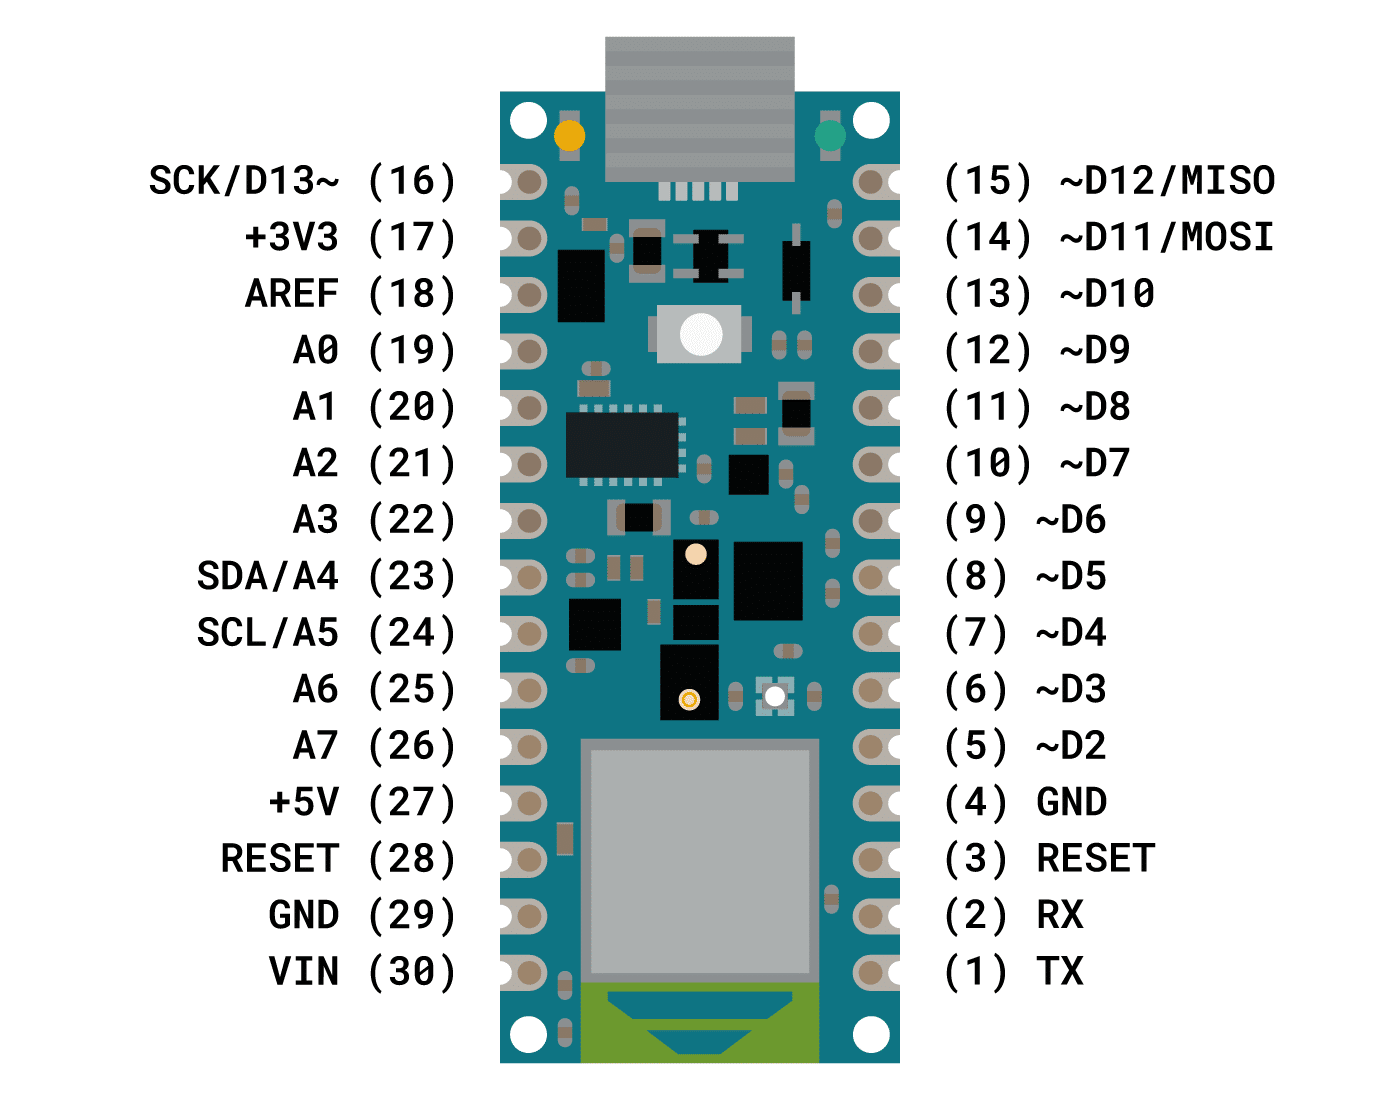 SCK/D13~ (16)
+3V3 (17)
AREF (18)
A0 (19)
A1 (20)
A2 (21)
A3 (22)
SDA/A4 (23)
SCL/A5 (24)
A6 (25)
A7 (26)
+5V (27)
RESET (28)
GND (29)
VIN (30)
(15) ~D12/MISO
(14) ~D11/MOSI
(13) ~D10
(12) ~D9
(11) ~D8
(10) ~D7
(9) ~D6
(8) ~D5
(7) ~D4
(6) ~D3
(5) ~D2
(4) GND
(3) RESET
(2) RX
(1) TX